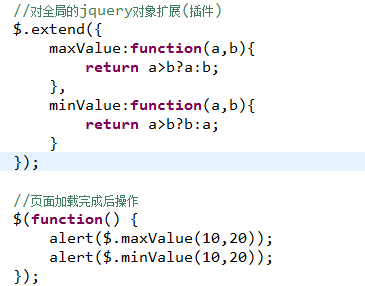 //对全局的jquery对象扩展(插件)
$.extend({
    maxValue:function(a,b){
        return a>b?a:b;
    },
    minValue:function(a,b){
        return a>b?b:a;
    }
});

//页面加载完成后操作
$(function() {
    alert($.maxValue(10,20));
    alert($.minValue(10,20));
});